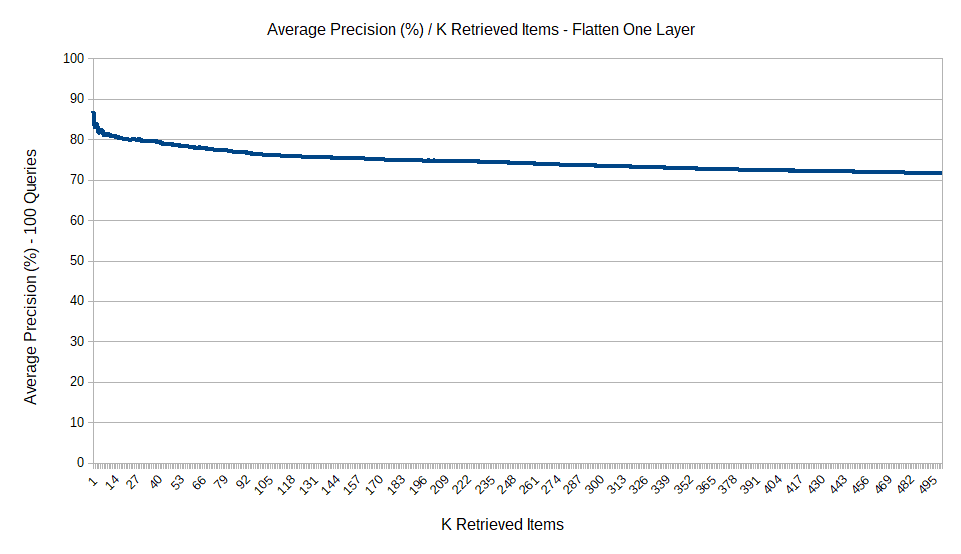 Average Precision (%) / K Retrieved Items - Flatten One Layer
Average Precision (%) - 100 Queries
100
90
80
70
60
50
40
30
20
10
0
1 14 27 40 53 66 79 92 105 118 131 144 157 170 183 196 209 222 235 248 261 274 287 300 313 326 339 352 365 378 391 404 417 430 443 456 469 482 495
K Retrieved Items